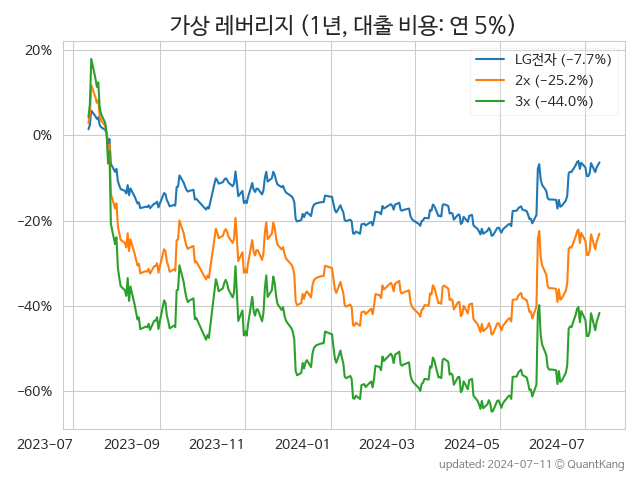 가상 레버리지 (1년, 대출 비용: 연 5%)
LG전자 (−7.7%)
2x (−25.2%)
3x (−44.0%)
20%
0%
−20%
−40%
−60%
2023-07 2023-09 2023-11 2024-01 2024-03 2024-05 2024-07
updated: 2024-07-11 © QuantKang